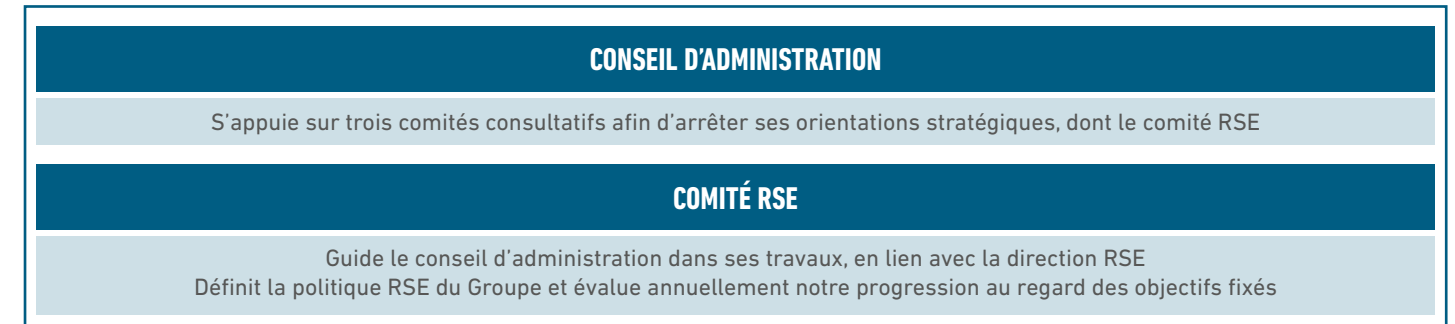 CONSEIL D’ADMINISTRATION
S’appuie sur trois comités consultatifs afin d’arrêter ses orientations stratégiques, dont le comité RSE
COMITÉ RSE
Guide le conseil d’administration dans ses travaux, en lien avec la direction RSE
Définit la politique RSE du Groupe et évalue annuellement notre progression au regard des objectifs fixés